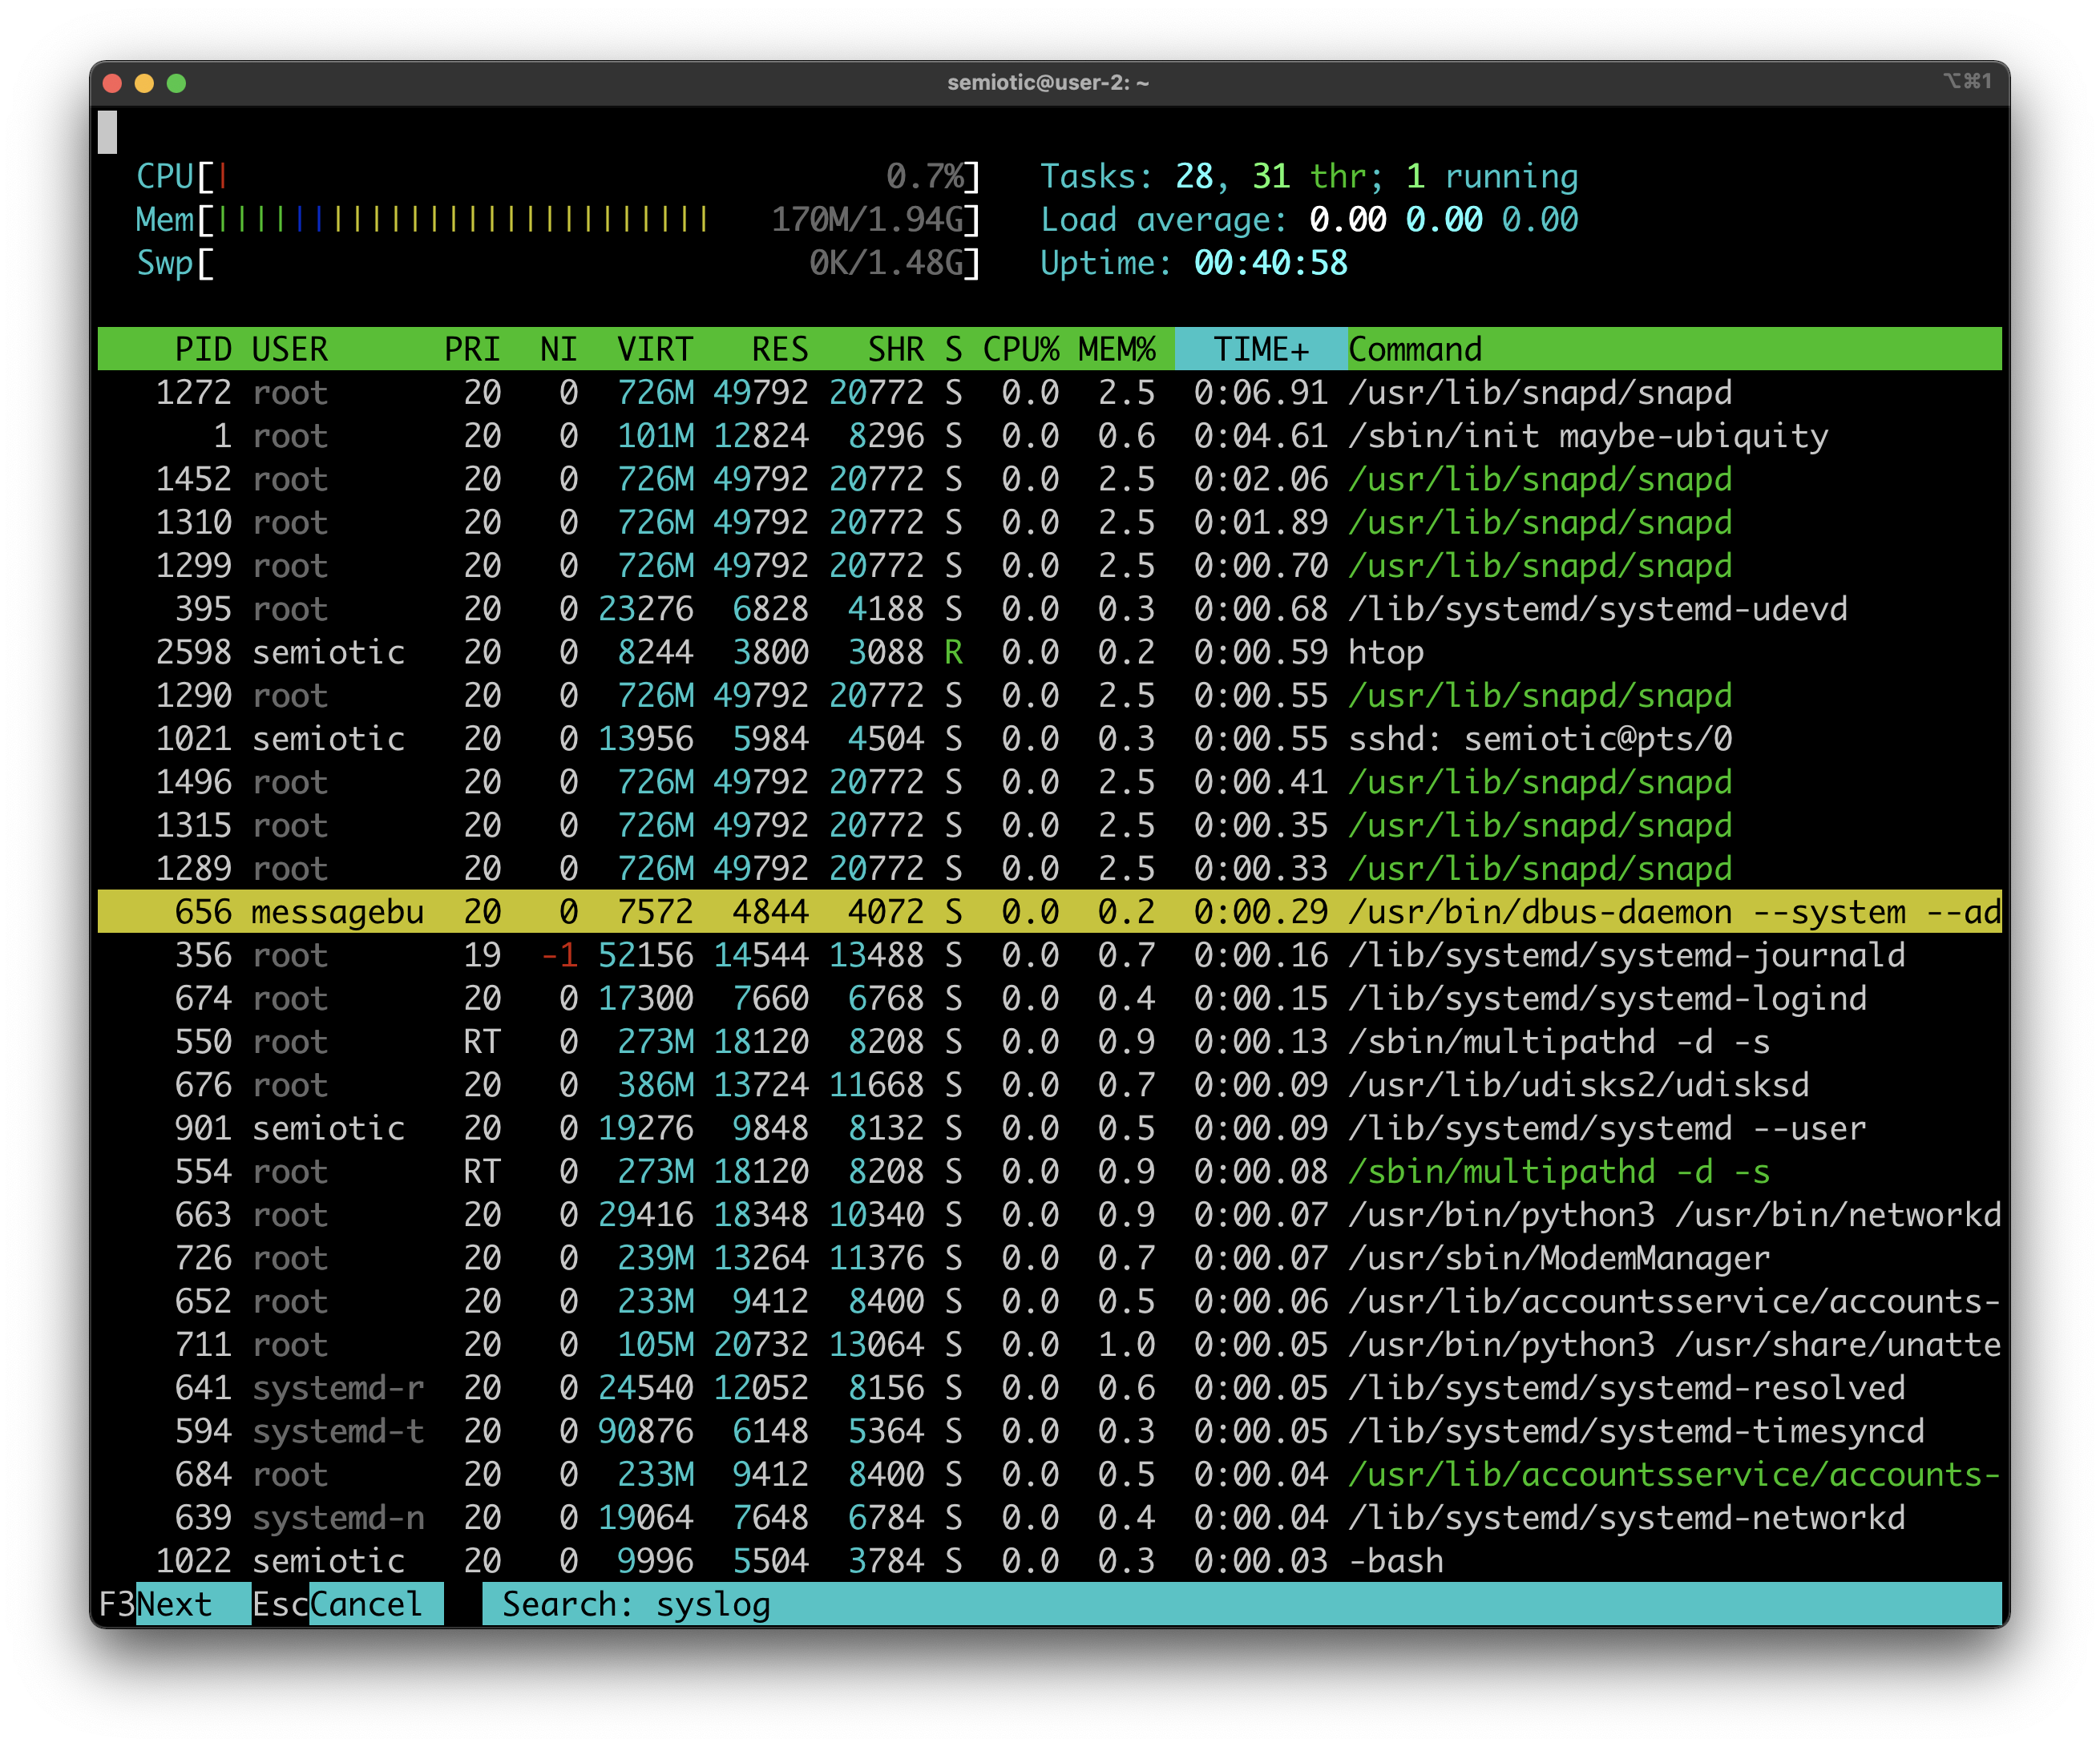 semiotic@user-2: ~ ⌥⌘1
CPU[| 0.7%] Tasks: 28, 31 thr; 1 running
Mem[|||||||||||||||||||||||||| 170M/1.94G] Load average: 0.00 0.00 0.00
Swp[ 0K/1.48G] Uptime: 00:40:58
PID USER PRI NI VIRT RES SHR S CPU% MEM% TIME+ Command
1272 root 20 0 726M 49792 20772 S 0.0 2.5 0:06.91 /usr/lib/snapd/snapd
1 root 20 0 101M 12824 8296 S 0.0 0.6 0:04.61 /sbin/init maybe-ubiquity
1452 root 20 0 726M 49792 20772 S 0.0 2.5 0:02.06 /usr/lib/snapd/snapd
1310 root 20 0 726M 49792 20772 S 0.0 2.5 0:01.89 /usr/lib/snapd/snapd
1299 root 20 0 726M 49792 20772 S 0.0 2.5 0:00.70 /usr/lib/snapd/snapd
395 root 20 0 23276 6828 4188 S 0.0 0.3 0:00.68 /lib/systemd/systemd-udevd
2598 semiotic 20 0 8244 3800 3088 R 0.0 0.2 0:00.59 htop
1290 root 20 0 726M 49792 20772 S 0.0 2.5 0:00.55 /usr/lib/snapd/snapd
1021 semiotic 20 0 13956 5984 4504 S 0.0 0.3 0:00.55 sshd: semiotic@pts/0
1496 root 20 0 726M 49792 20772 S 0.0 2.5 0:00.41 /usr/lib/snapd/snapd
1315 root 20 0 726M 49792 20772 S 0.0 2.5 0:00.35 /usr/lib/snapd/snapd
1289 root 20 0 726M 49792 20772 S 0.0 2.5 0:00.33 /usr/lib/snapd/snapd
656 messagebu 20 0 7572 4844 4072 S 0.0 0.2 0:00.29 /usr/bin/dbus-daemon --system --ad
356 root 19 -1 52156 14544 13488 S 0.0 0.7 0:00.16 /lib/systemd/systemd-journald
674 root 20 0 17300 7660 6768 S 0.0 0.4 0:00.15 /lib/systemd/systemd-logind
550 root RT 0 273M 18120 8208 S 0.0 0.9 0:00.13 /sbin/multipathd -d -s
676 root 20 0 386M 13724 11668 S 0.0 0.7 0:00.09 /usr/lib/udisks2/udisksd
901 semiotic 20 0 19276 9848 8132 S 0.0 0.5 0:00.09 /lib/systemd/systemd --user
554 root RT 0 273M 18120 8208 S 0.0 0.9 0:00.08 /sbin/multipathd -d -s
663 root 20 0 29416 18348 10340 S 0.0 0.9 0:00.07 /usr/bin/python3 /usr/bin/networkd
726 root 20 0 239M 13264 11376 S 0.0 0.7 0:00.07 /usr/sbin/ModemManager
652 root 20 0 233M 9412 8400 S 0.0 0.5 0:00.06 /usr/lib/accountsservice/accounts-
711 root 20 0 105M 20732 13064 S 0.0 1.0 0:00.05 /usr/bin/python3 /usr/share/unatte
641 systemd-r 20 0 24540 12052 8156 S 0.0 0.6 0:00.05 /lib/systemd/systemd-resolved
594 systemd-t 20 0 90876 6148 5364 S 0.0 0.3 0:00.05 /lib/systemd/systemd-timesyncd
684 root 20 0 233M 9412 8400 S 0.0 0.5 0:00.04 /usr/lib/accountsservice/accounts-
639 systemd-n 20 0 19064 7648 6784 S 0.0 0.4 0:00.04 /lib/systemd/systemd-networkd
1022 semiotic 20 0 9996 5504 3784 S 0.0 0.3 0:00.03 -bash
F3Next EscCancel Search: syslog